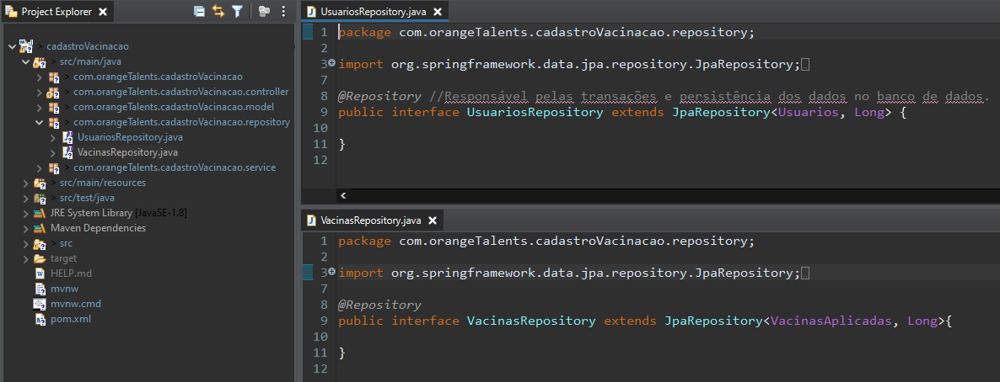 Project Explorer
> cadastroVacinacao
> src/main/java
> com.orangeTalents.cadastroVacinacao
> com.orangeTalents.cadastroVacinacao.controller
> com.orangeTalents.cadastroVacinacao.model
> com.orangeTalents.cadastroVacinacao.repository
UsuariosRepository.java
VacinasRepository.java
> com.orangeTalents.cadastroVacinacao.service
> src/main/resources
> src/test/java
JRE System Library [JavaSE-1.8]
Maven Dependencies
> src
target
HELP.md
mvnw
mvnw.cmd
pom.xml
UsuariosRepository.java
1 package com.orangeTalents.cadastroVacinacao.repository;
2
3 import org.springframework.data.jpa.repository.JpaRepository;
7
8 @Repository //Responsável pelas transações e persistência dos dados no banco de dados.
9 public interface UsuariosRepository extends JpaRepository<Usuarios, Long> {
10
11 }
12
VacinasRepository.java
1 package com.orangeTalents.cadastroVacinacao.repository;
2
3 import org.springframework.data.jpa.repository.JpaRepository;
7
8 @Repository
9 public interface VacinasRepository extends JpaRepository<VacinasAplicadas, Long>{
10
11 }
12